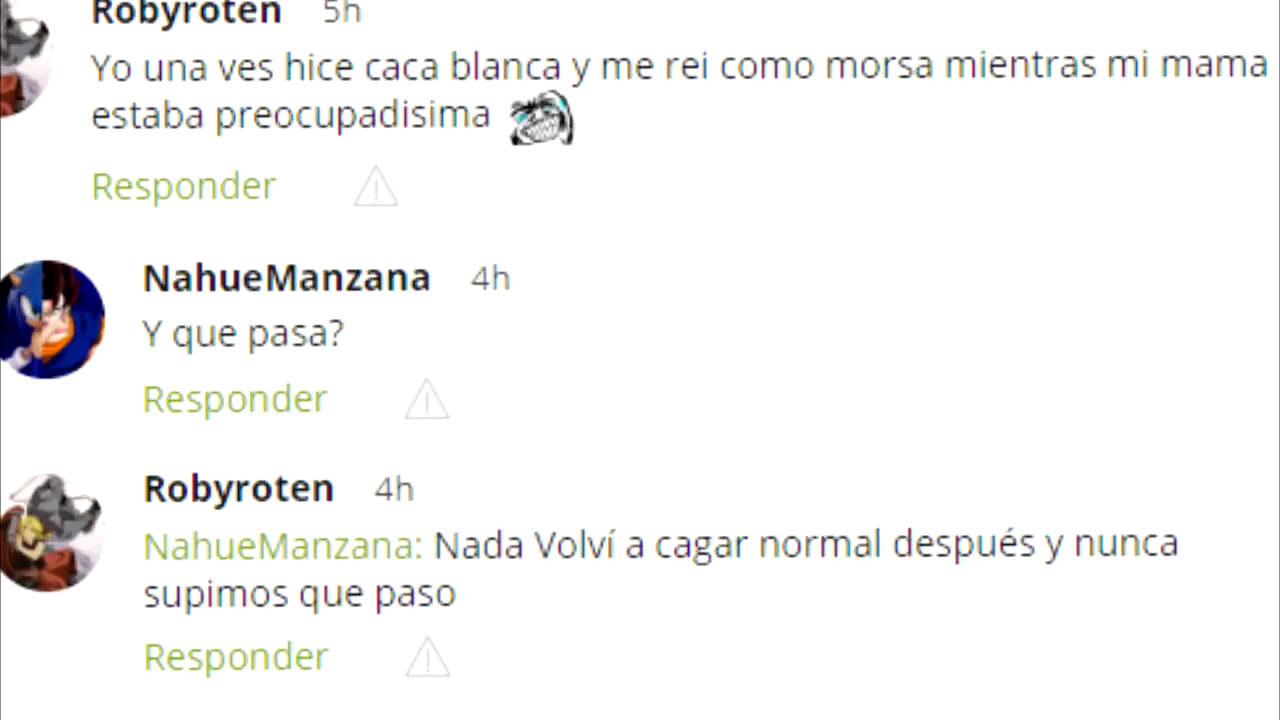 Robyroten 5h
Yo una ves hice caca blanca y me rei como morsa mientras mi mama
estaba preocupadisima
Responder
NahueManzana 4h
Y que pasa?
Responder
Robyroten 4h
NahueManzana: Nada Volví a cagar normal después y nunca
supimos que paso
Responder